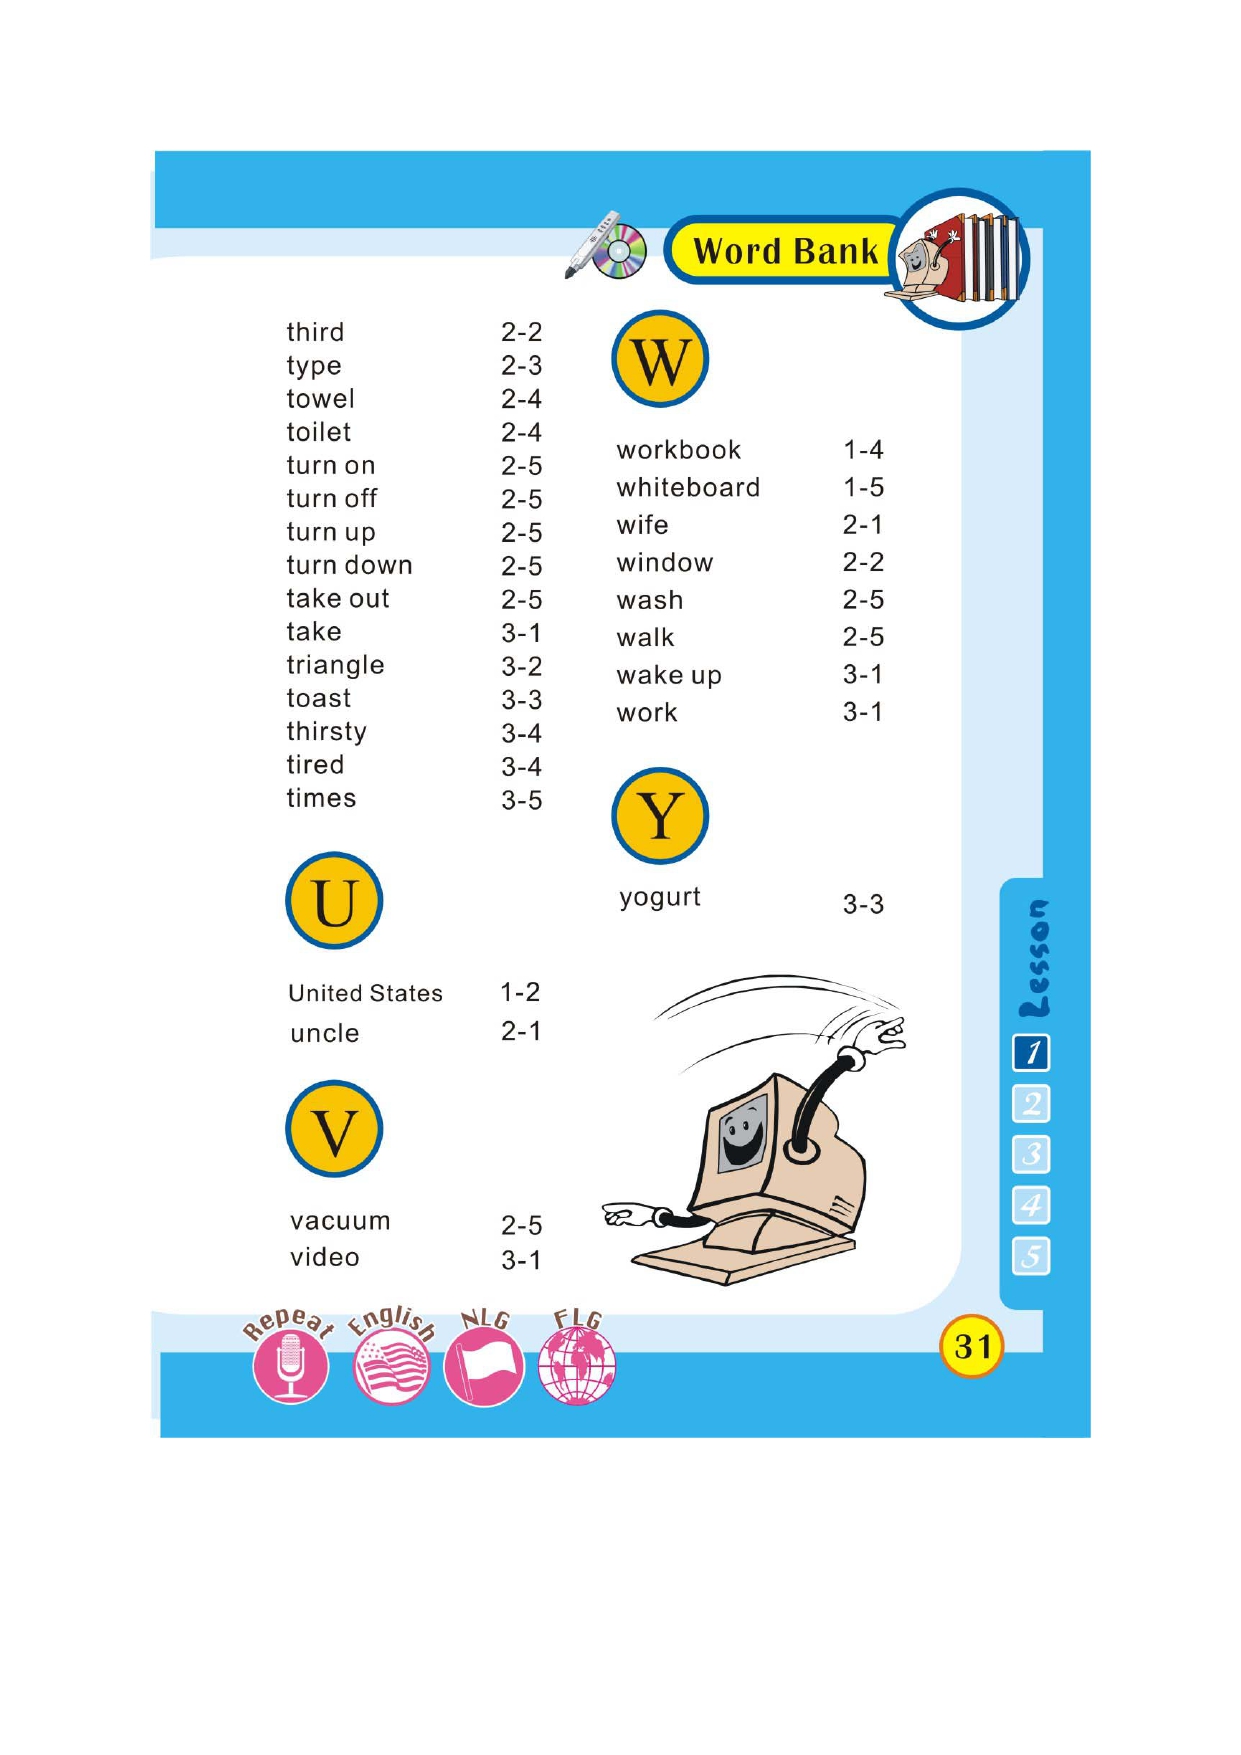 Word Bank
third 2-2
type 2-3
towel 2-4
toilet 2-4
turn on 2-5
turn off 2-5
turn up 2-5
turn down 2-5
take out 2-5
take 3-1
triangle 3-2
toast 3-3
thirsty 3-4
tired 3-4
times 3-5
U
United States 1-2
uncle 2-1
V
vacuum 2-5
video 3-1
W
workbook 1-4
whiteboard 1-5
wife 2-1
window 2-2
wash 2-5
walk 2-5
wake up 3-1
work 3-1
Y
yogurt 3-3
Lesson
1
2
3
4
5
Repeat English NLG FLG
31